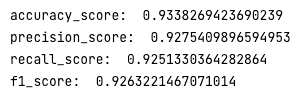 accuracy_score:  0.9338269423690239
precision_score:  0.9275409896594953
recall_score:  0.9251330364282864
f1_score:  0.9263221467071014